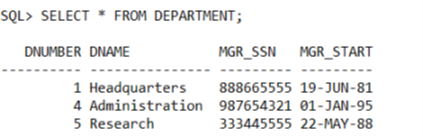 SQL> SELECT * FROM DEPARTMENT;
DNUMBER DNAME MGR_SSN MGR_START
---------- --------------- --------- ---------
1 Headquarters 888665555 19-JUN-81
4 Administration 987654321 01-JAN-95
5 Research 333445555 22-MAY-88